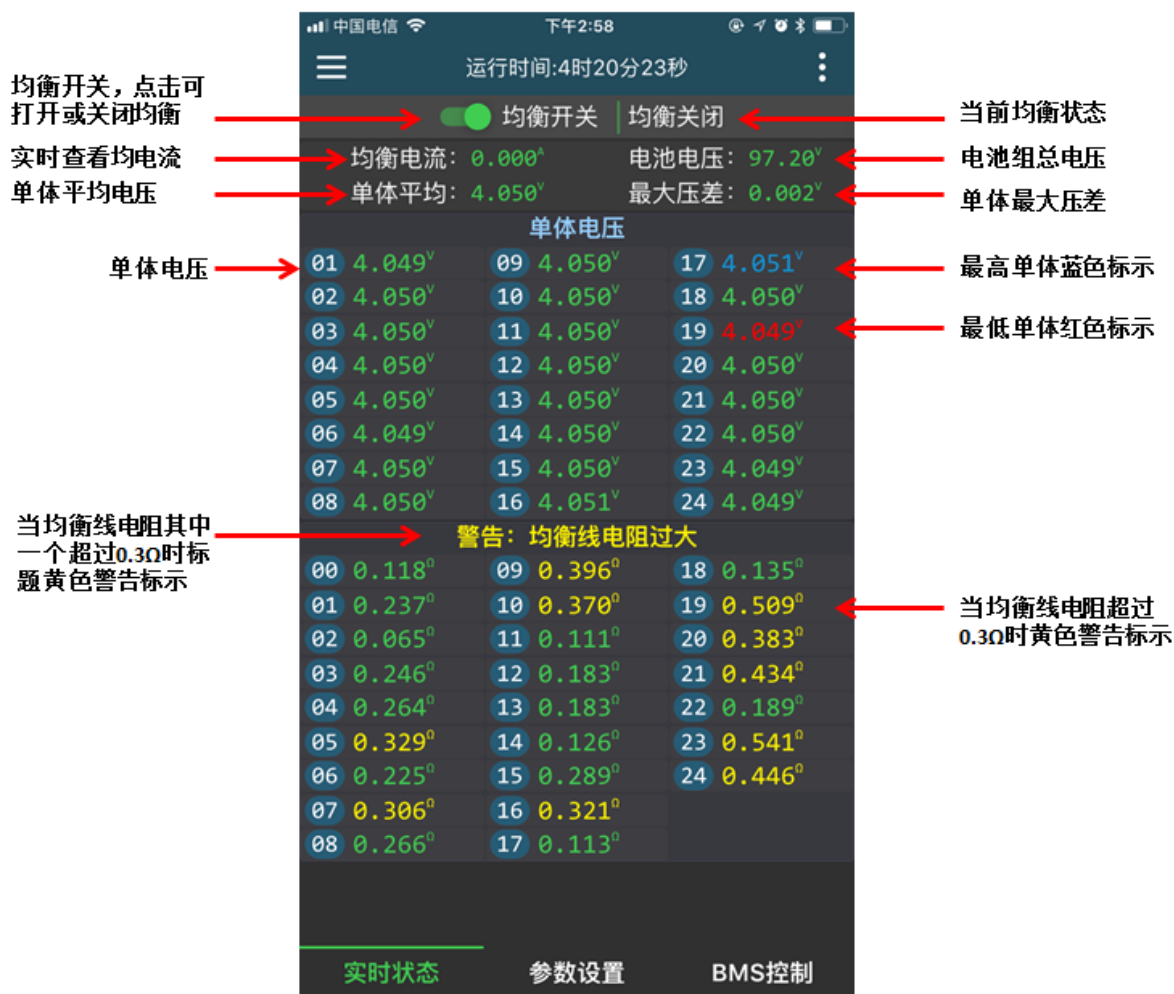 中国电信 下午2:58
运行时间:4时20分23秒
均衡开关，点击可
打开或关闭均衡
均衡开关 均衡关闭
当前均衡状态
实时查看均电流
均衡电流：0.000A 电池电压：97.20V
电池组总电压
单体平均电压
单体平均：4.050V 最大压差：0.002V
单体最大压差
单体电压
单体电压
01 4.049V 09 4.050V 17 4.051V
最高单体蓝色标示
02 4.050V 10 4.050V 18 4.050V
03 4.050V 11 4.050V 19 4.049V
最低单体红色标示
04 4.050V 12 4.050V 20 4.050V
05 4.050V 13 4.050V 21 4.050V
06 4.049V 14 4.050V 22 4.050V
07 4.050V 15 4.050V 23 4.049V
08 4.050V 16 4.051V 24 4.049V
当均衡线电阻其中
一个超过0.3Ω时标
题黄色警告标示
警告：均衡线电阻过大
00 0.118Ω 09 0.396Ω 18 0.135Ω
01 0.237Ω 10 0.370Ω 19 0.509Ω
当均衡线电阻超过
0.3Ω时黄色警告标示
02 0.065Ω 11 0.111Ω 20 0.383Ω
03 0.246Ω 12 0.183Ω 21 0.434Ω
04 0.264Ω 13 0.183Ω 22 0.189Ω
05 0.329Ω 14 0.126Ω 23 0.541Ω
06 0.225Ω 15 0.289Ω 24 0.446Ω
07 0.306Ω 16 0.321Ω
08 0.266Ω 17 0.113Ω
实时状态 参数设置 BMS控制